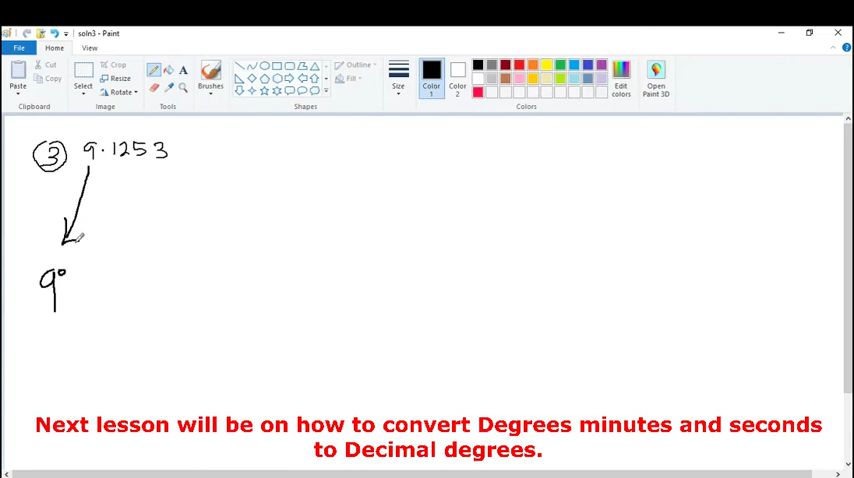 soln3 - Paint
File Home View
Paste
Cut
Copy
Clipboard
Select
Crop
Resize
Rotate
Image
A
Tools
Brushes
Shapes
Outline
Fill
Size
Color 1
Color 2
Edit colors
Open Paint 3D
Colors
3 9.1253
9°
Next lesson will be on how to convert Degrees minutes and seconds
to Decimal degrees.